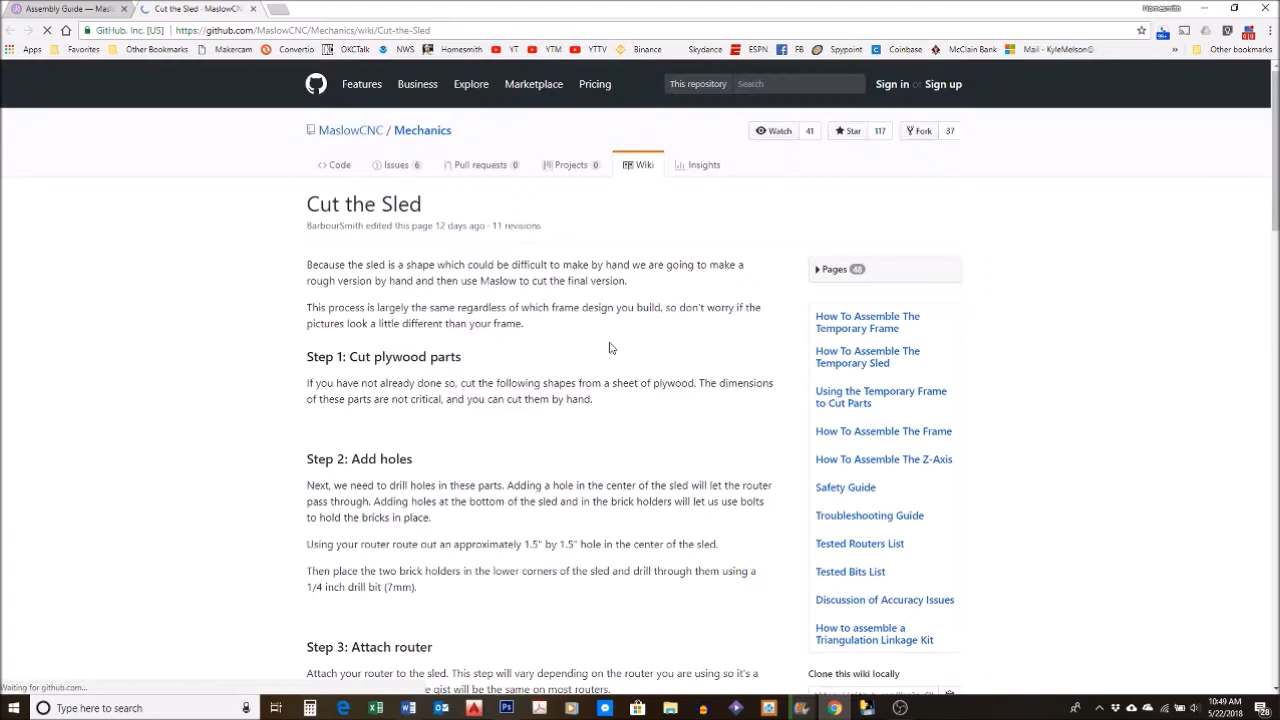 Assembly Guide — Masl
Cut the Sled - MaslowCN
Homesmith
GitHub, Inc. [US] | https://github.com/MaslowCNC/Mechanics/wiki/Cut-the-Sled
Apps Favorites Other Bookmarks Makercam Convertio OKCTalk NWS Homesmith YT YTM YTTV Binance Skydance ESPN FB Spypoint Coinbase McClain Bank Mail - KyleMelson@ Other bookmarks
Features Business Explore Marketplace Pricing This repository Search Sign in or Sign up
MaslowCNC / Mechanics
Watch 41 Star 117 Fork 37
Code Issues 6 Pull requests 0 Projects 0 Wiki Insights
Cut the Sled
BarbourSmith edited this page 12 days ago · 11 revisions
Because the sled is a shape which could be difficult to make by hand we are going to make a
rough version by hand and then use Maslow to cut the final version.
This process is largely the same regardless of which frame design you build, so don't worry if the
pictures look a little different than your frame.
Step 1: Cut plywood parts
If you have not already done so, cut the following shapes from a sheet of plywood. The dimensions
of these parts are not critical, and you can cut them by hand.
Step 2: Add holes
Next, we need to drill holes in these parts. Adding a hole in the center of the sled will let the router
pass through. Adding holes at the bottom of the sled and in the brick holders will let us use bolts
to hold the bricks in place.
Using your router route out an approximately 1.5" by 1.5" hole in the center of the sled.
Then place the two brick holders in the lower corners of the sled and drill through them using a
1/4 inch drill bit (7mm).
Step 3: Attach router
Attach your router to the sled. This step will vary depending on the router you are using so it's a
e gist will be the same on most routers.
Pages 48
How To Assemble The
Temporary Frame
How To Assemble The
Temporary Sled
Using the Temporary Frame
to Cut Parts
How To Assemble The Frame
How To Assemble The Z-Axis
Safety Guide
Troubleshooting Guide
Tested Routers List
Tested Bits List
Discussion of Accuracy Issues
How to assemble a
Triangulation Linkage Kit
Clone this wiki locally
Waiting for github.com...
Type here to search
10:49 AM
5/22/2018